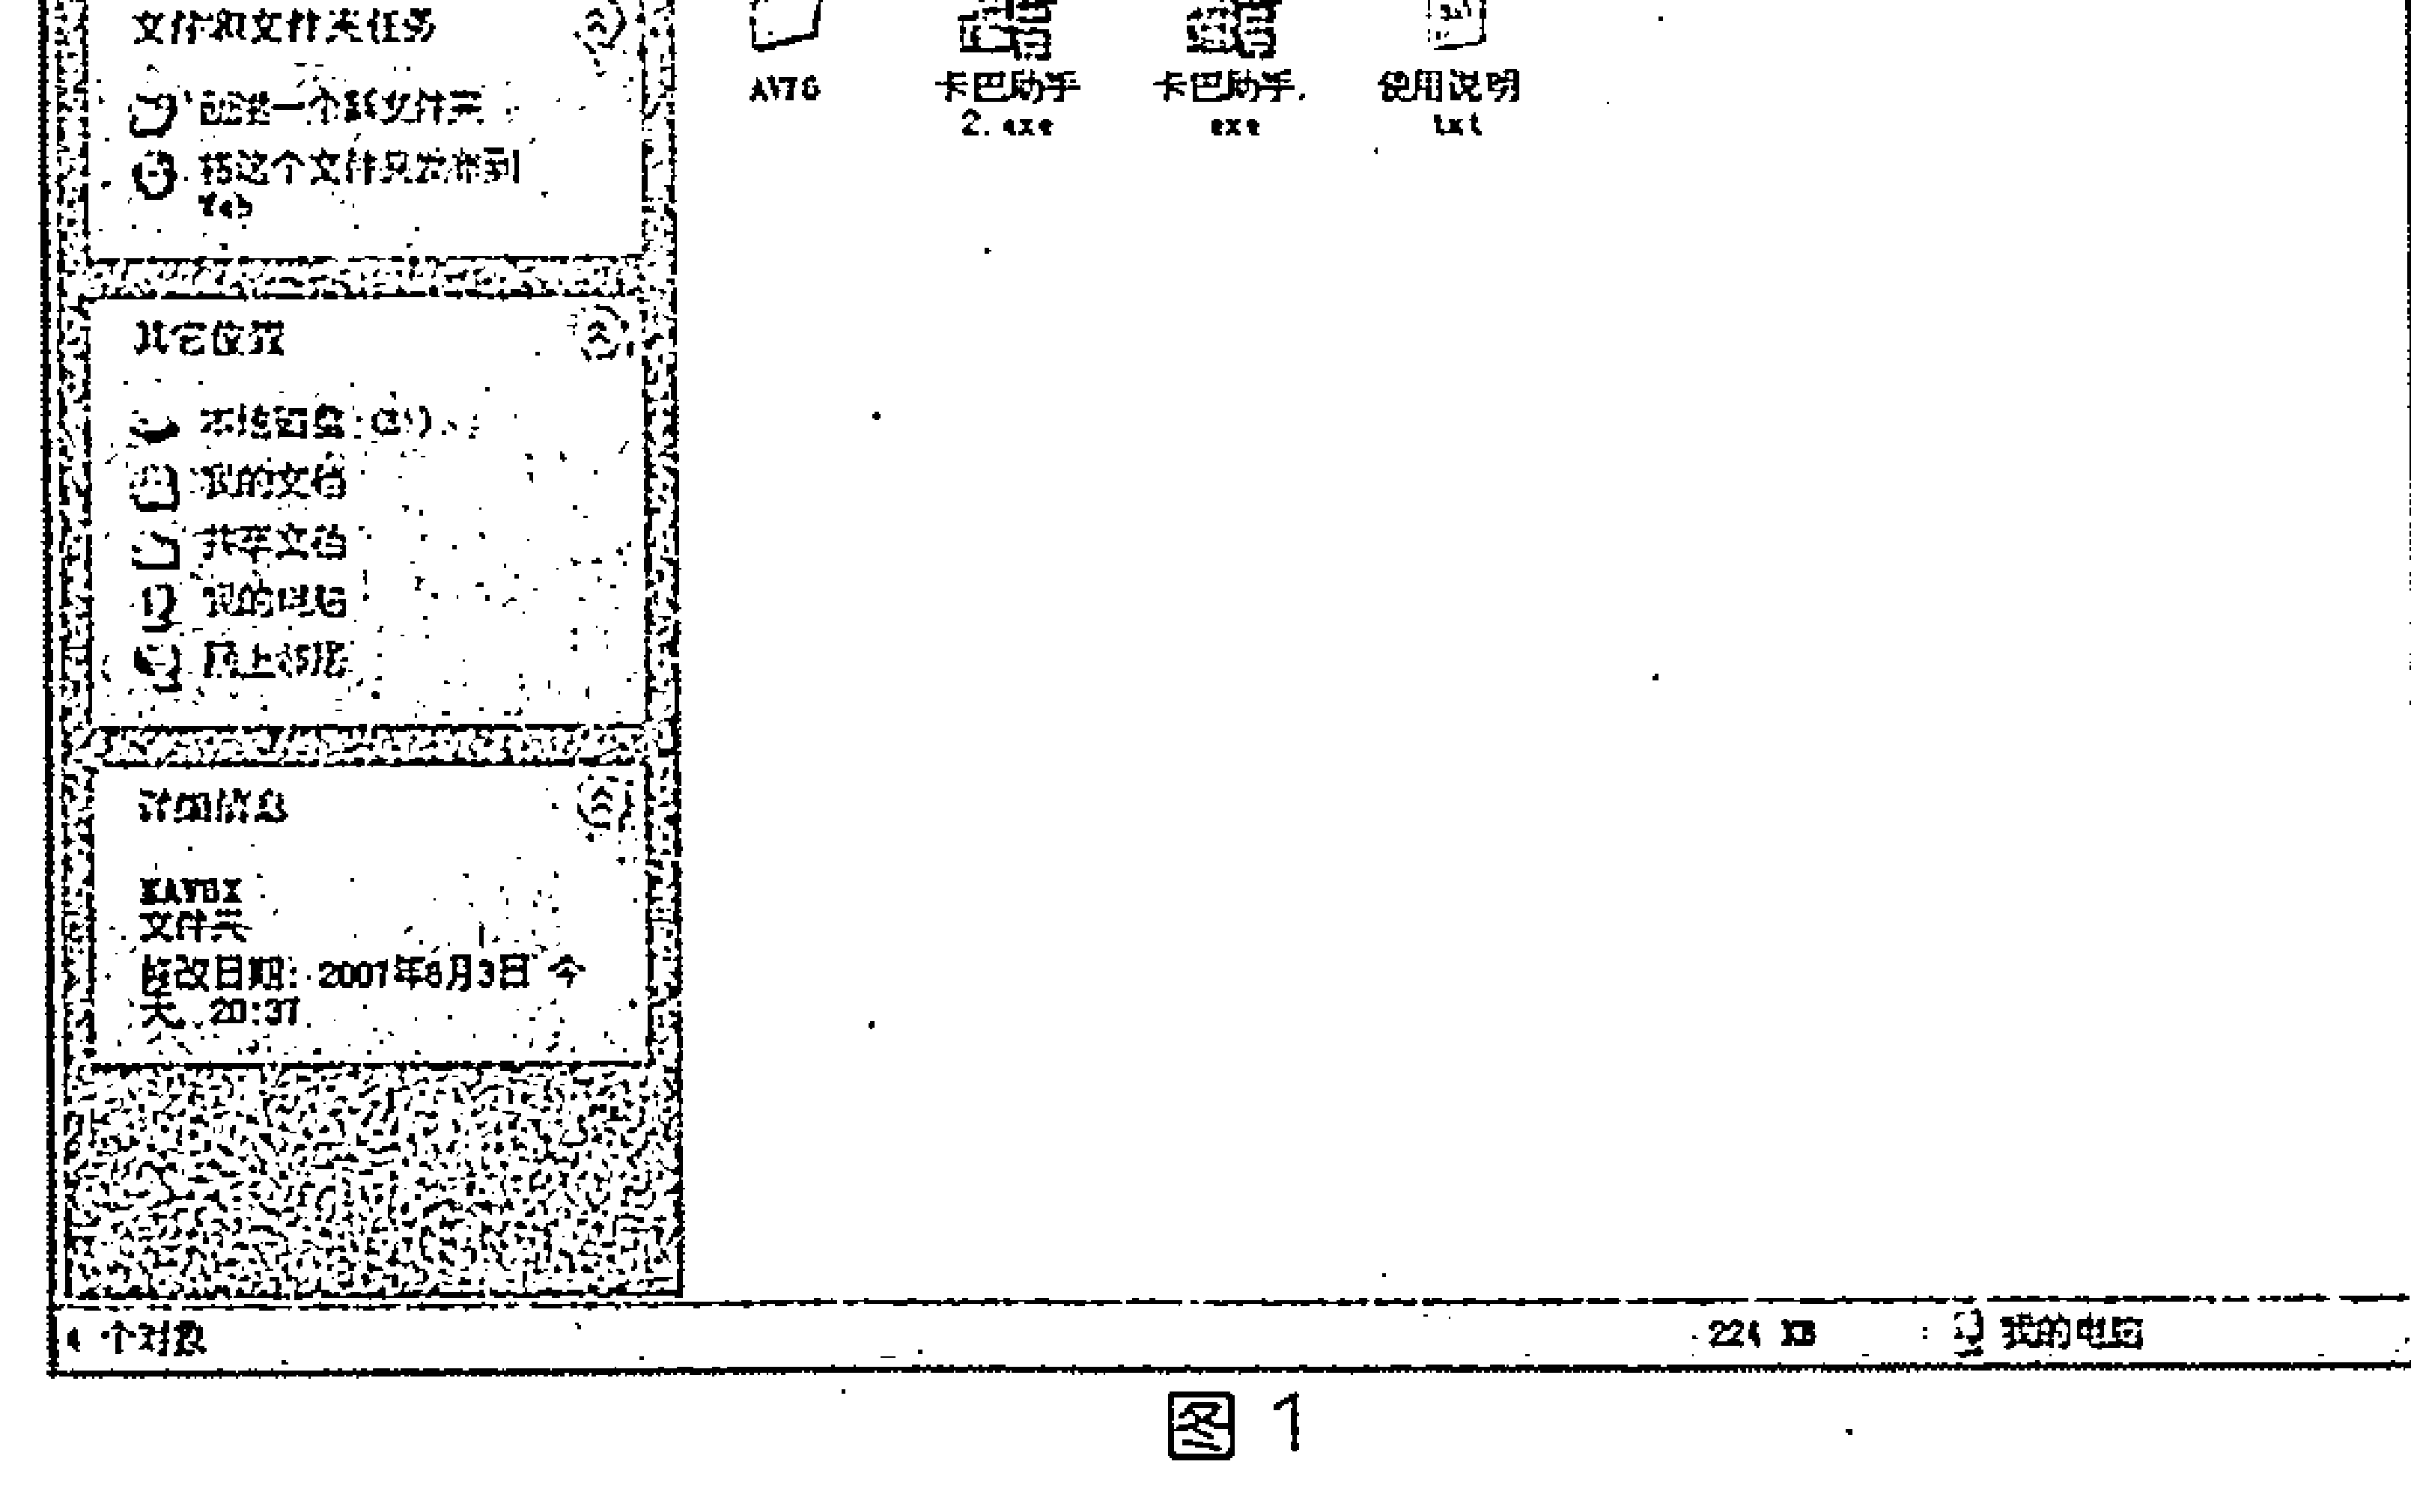 文件和文件夹任务
创建一个新文件夹
将这个文件夹发布到
Web
AV76
卡巴助手
2.exe
卡巴助手.
exe
使用说明
txt
其它位置
本地磁盘
我的文档
共享文档
我的电脑
网上邻居
详细信息
文件夹
修改日期: 2007年6月3日 今
天, 20:37
4 个对象
224 KB
我的电脑
图 1